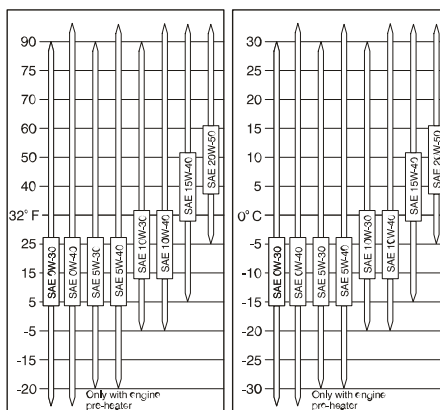 90
75
70
60
50
40
32° F
25
15
5
-5
-15
-20
SAE 0W-30
SAE 0W-40
SAE 5W-30
SAE 5W-40
SAE 10W-30
SAE 10W-40
SAE 15W-40
SAE 20W-50
Only with engine
pre-heater
30
25
20
15
10
5
0° C
-5
-10
-15
-20
-25
-30
SAE 0W-30
SAE 0W-40
SAE 5W-30
SAE 5W-40
SAE 10W-30
SAE 10W-40
SAE 15W-40
SAE 20W-50
Only with engine
pre-heater